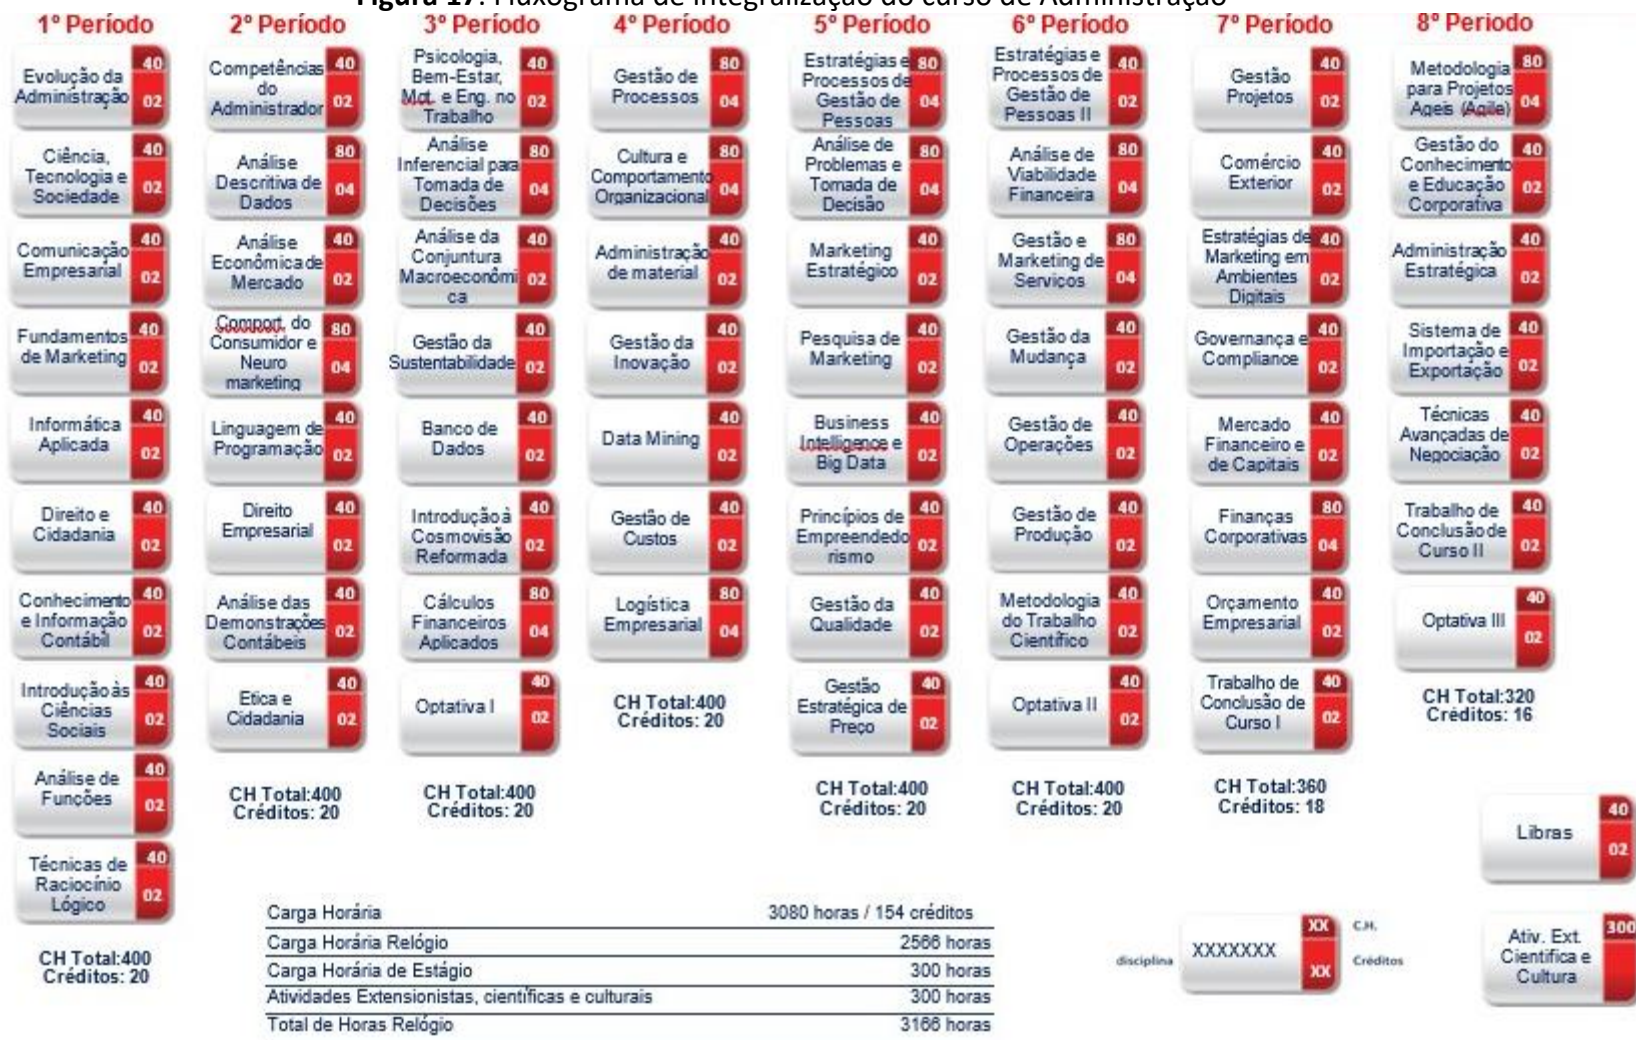 Figura 17: Fluxograma de integralização do curso de Administração
1º Período
Evolução da
Administração
40
02
Ciência,
Tecnologia e
Sociedade
40
02
Comunicação
Empresarial
40
02
Fundamentos
de Marketing
40
02
Informática
Aplicada
40
02
Direito e
Cidadania
40
02
Conhecimento
e Informação
Contábil
40
02
Introdução às
Ciências
Sociais
40
02
Análise de
Funções
40
02
Técnicas de
Raciocínio
Lógico
40
02
CH Total:400
Créditos: 20
2º Período
Competências
do
Administrador
40
02
Análise
Descritiva de
Dados
80
04
Análise
Econômica de
Mercado
40
02
Comport. do
Consumidor e
Neuro
marketing
80
04
Linguagem de
Programação
40
02
Direito
Empresarial
40
02
Análise das
Demonstrações
Contábeis
40
02
Etica e
Cidadania
40
02
CH Total:400
Créditos: 20
3º Período
Psicologia,
Bem-Estar,
Mot. e Eng. no
Trabalho
40
02
Análise
Inferencial para
Tomada de
Decisões
80
04
Análise da
Conjuntura
Macroeconômi
ca
40
02
Gestão da
Sustentabilidade
40
02
Banco de
Dados
40
02
Introdução à
Cosmovisão
Reformada
40
02
Cálculos
Financeiros
Aplicados
80
04
Optativa I
40
02
CH Total:400
Créditos: 20
4º Período
Gestão de
Processos
80
04
Cultura e
Comportamento
Organizacional
80
04
Administração
de material
40
02
Gestão da
Inovação
40
02
Data Mining
40
02
Gestão de
Custos
40
02
Logística
Empresarial
80
04
CH Total:400
Créditos: 20
5º Período
Estratégias e
Processos de
Gestão de
Pessoas
80
04
Análise de
Problemas e
Tomada de
Decisão
80
04
Marketing
Estratégico
40
02
Pesquisa de
Marketing
40
02
Business
Intelligence e
Big Data
40
02
Princípios de
Empreendedo
rismo
40
02
Gestão da
Qualidade
40
02
Gestão
Estratégica de
Preço
40
02
CH Total:400
Créditos: 20
6º Período
Estratégias e
Processos de
Gestão de
Pessoas II
40
02
Análise de
Viabilidade
Financeira
80
04
Gestão e
Marketing de
Serviços
80
04
Gestão da
Mudança
40
02
Gestão de
Operações
40
02
Gestão de
Produção
40
02
Metodologia
do Trabalho
Científico
40
02
Optativa II
40
02
CH Total:400
Créditos: 20
7º Período
Gestão
Projetos
40
02
Comércio
Exterior
40
02
Estratégias de
Marketing em
Ambientes
Digitais
40
02
Governança e
Compliance
40
02
Mercado
Financeiro e
de Capitais
40
02
Finanças
Corporativas
80
04
Orçamento
Empresarial
40
02
Trabalho de
Conclusão de
Curso I
40
02
CH Total:360
Créditos: 18
8º Período
Metodologia
para Projetos
Ageis (Agile)
80
04
Gestão do
Conhecimento
e Educação
Corporativa
40
02
Administração
Estratégica
40
02
Sistema de
Importação e
Exportação
40
02
Técnicas
Avançadas de
Negociação
40
02
Trabalho de
Conclusão de
Curso II
40
02
Optativa III
40
02
CH Total:320
Créditos: 16
Libras
40
02
Ativ. Ext.
Cientifica e
Cultura
300
Carga Horária 3080 horas / 154 créditos
Carga Horária Relógio 2566 horas
Carga Horária de Estágio 300 horas
Atividades Extensionistas, científicas e culturais 300 horas
Total de Horas Relógio 3166 horas
disciplina
XXXXXXX
XX C.H.
XX Créditos